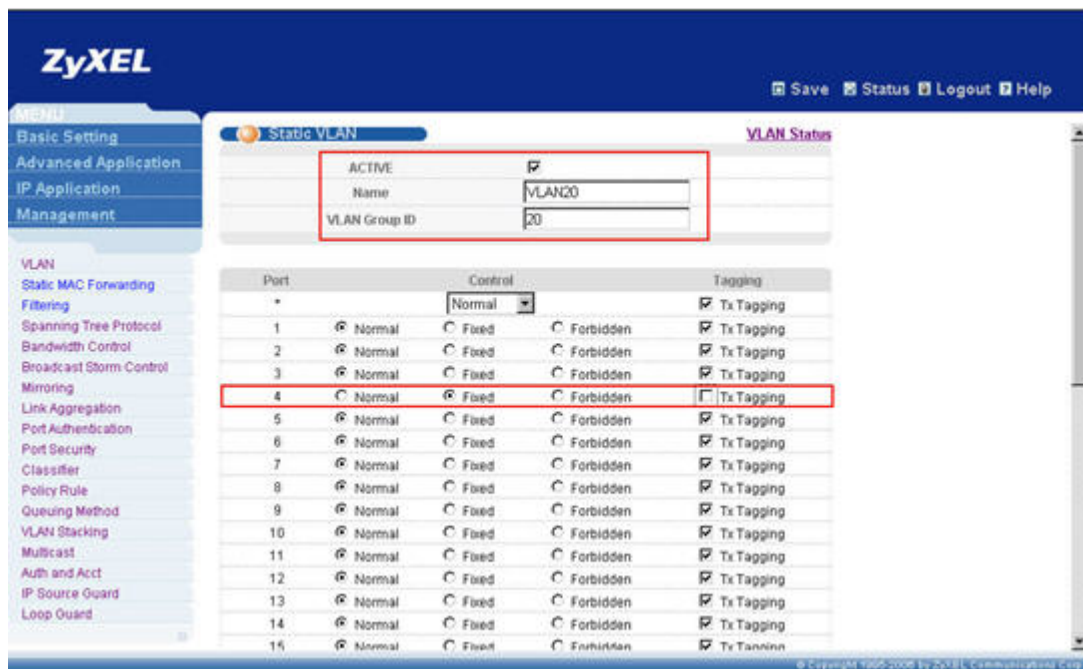 ZyXEL
Save Status Logout Help
MENU
Basic Setting
Advanced Application
IP Application
Management
VLAN
Static MAC Forwarding
Filtering
Spanning Tree Protocol
Bandwidth Control
Broadcast Storm Control
Mirroring
Link Aggregation
Port Authentication
Port Security
Classifier
Policy Rule
Queuing Method
VLAN Stacking
Multicast
Auth and Acct
IP Source Guard
Loop Guard
Static VLAN VLAN Status
ACTIVE
Name VLAN20
VLAN Group ID 20
Port Control Tagging
* Normal Tx Tagging
1 Normal Fixed Forbidden Tx Tagging
2 Normal Fixed Forbidden Tx Tagging
3 Normal Fixed Forbidden Tx Tagging
4 Normal Fixed Forbidden Tx Tagging
5 Normal Fixed Forbidden Tx Tagging
6 Normal Fixed Forbidden Tx Tagging
7 Normal Fixed Forbidden Tx Tagging
8 Normal Fixed Forbidden Tx Tagging
9 Normal Fixed Forbidden Tx Tagging
10 Normal Fixed Forbidden Tx Tagging
11 Normal Fixed Forbidden Tx Tagging
12 Normal Fixed Forbidden Tx Tagging
13 Normal Fixed Forbidden Tx Tagging
14 Normal Fixed Forbidden Tx Tagging
15 Normal Fixed Forbidden Tx Tagging
© Copyright 1995-2006 by ZyXEL Communications